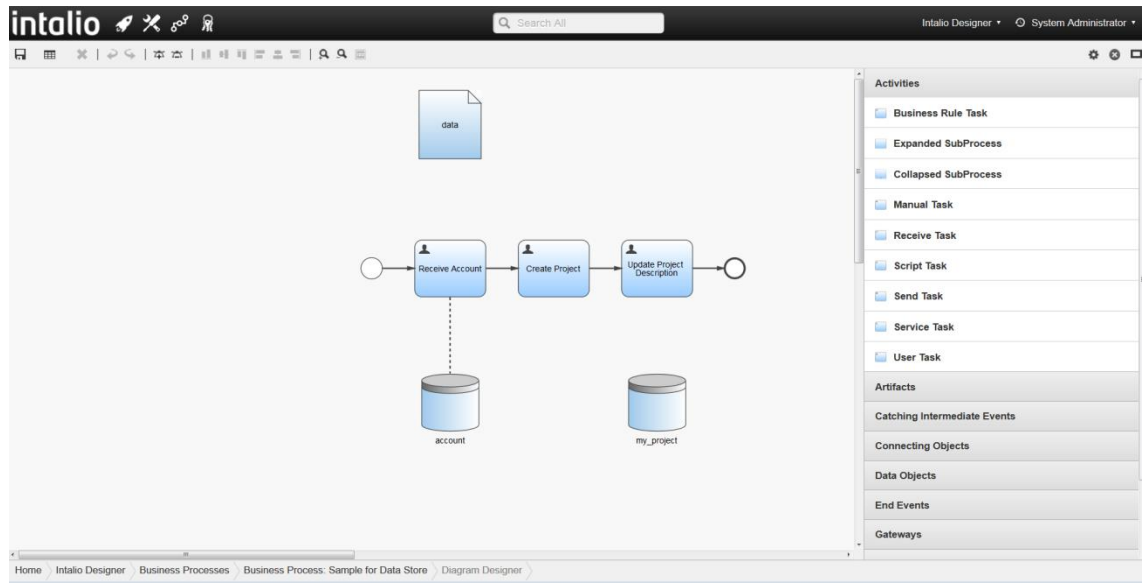 intalio
Search All
Intalio Designer
System Administrator
data
Receive Account
Create Project
Update Project
Description
account
my_project
Activities
Business Rule Task
Expanded SubProcess
Collapsed SubProcess
Manual Task
Receive Task
Script Task
Send Task
Service Task
User Task
Artifacts
Catching Intermediate Events
Connecting Objects
Data Objects
End Events
Gateways
Home Intalio Designer Business Processes Business Process: Sample for Data Store Diagram Designer